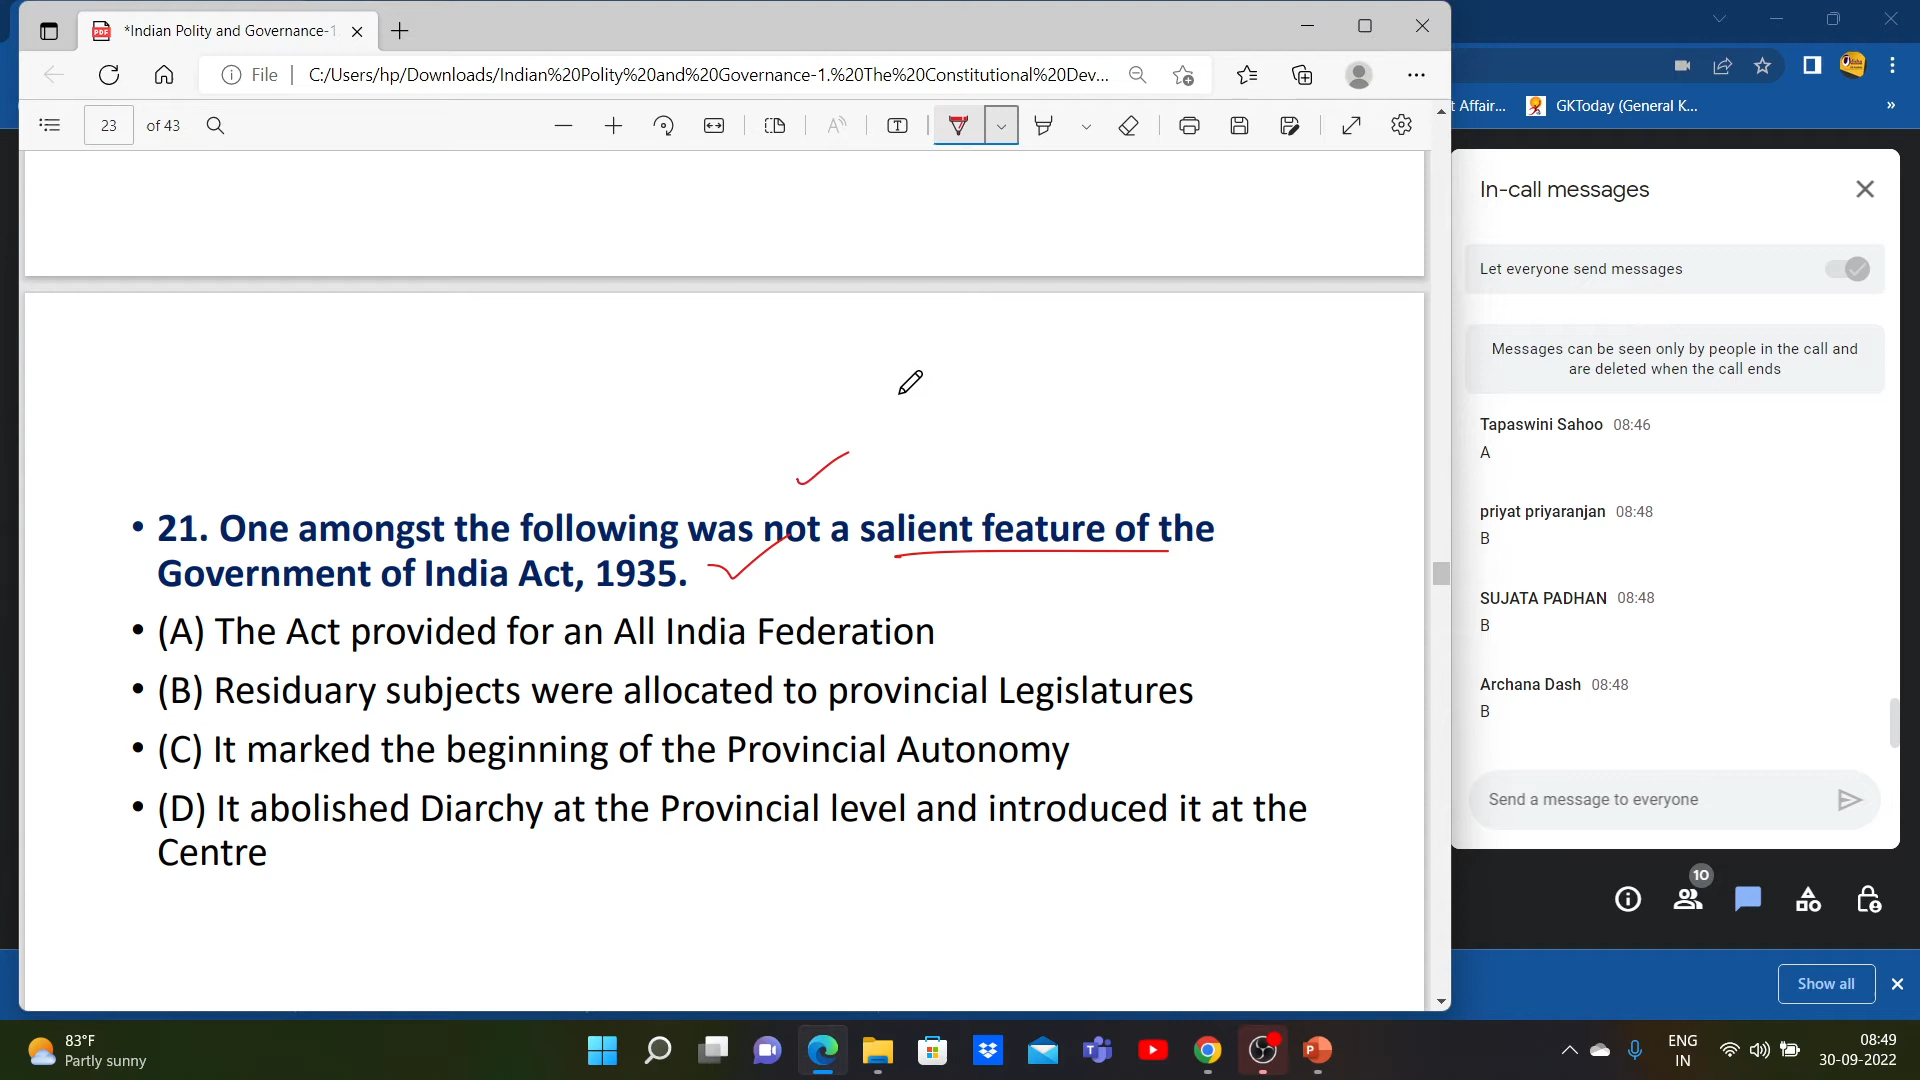 *Indian Polity and Governance-1
File
C:/Users/hp/Downloads/Indian%20Polity%20and%20Governance-1.%20The%20Constitutional%20Dev...
23
of 43
t Affair...
GKToday (General K...
»
• 21. One amongst the following was not a salient feature of the
Government of India Act, 1935.
• (A) The Act provided for an All India Federation
• (B) Residuary subjects were allocated to provincial Legislatures
• (C) It marked the beginning of the Provincial Autonomy
• (D) It abolished Diarchy at the Provincial level and introduced it at the
Centre
In-call messages
Let everyone send messages
Messages can be seen only by people in the call and
are deleted when the call ends
Tapaswini Sahoo 08:46
A
priyat priyaranjan 08:48
B
SUJATA PADHAN 08:48
B
Archana Dash 08:48
B
Send a message to everyone
10
Show all
83°F
Partly sunny
ENG
IN
08:49
30-09-2022